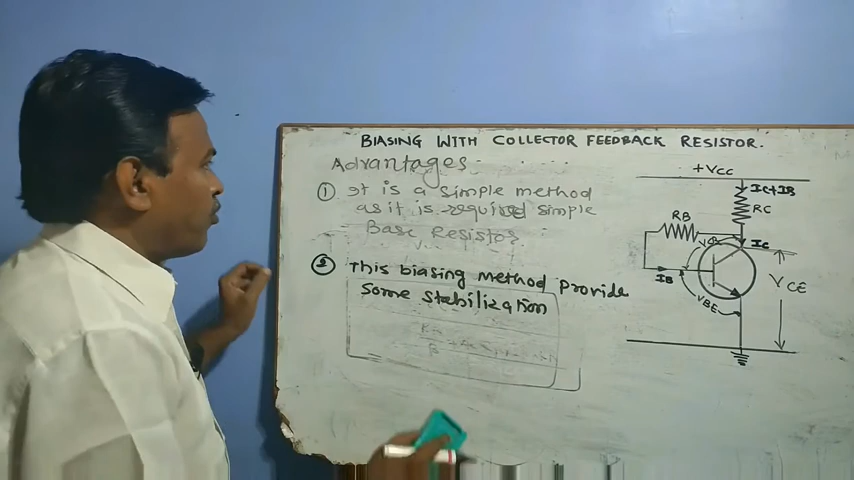 BIASING WITH COLLECTOR FEEDBACK RESISTOR.
Advantages
① It is a simple method
as it is required simple
Base Resistor.
② This biasing method provide
Some stabilization
+VCC
IC+IB
RC
RB
IC
IB
VBE
VCE